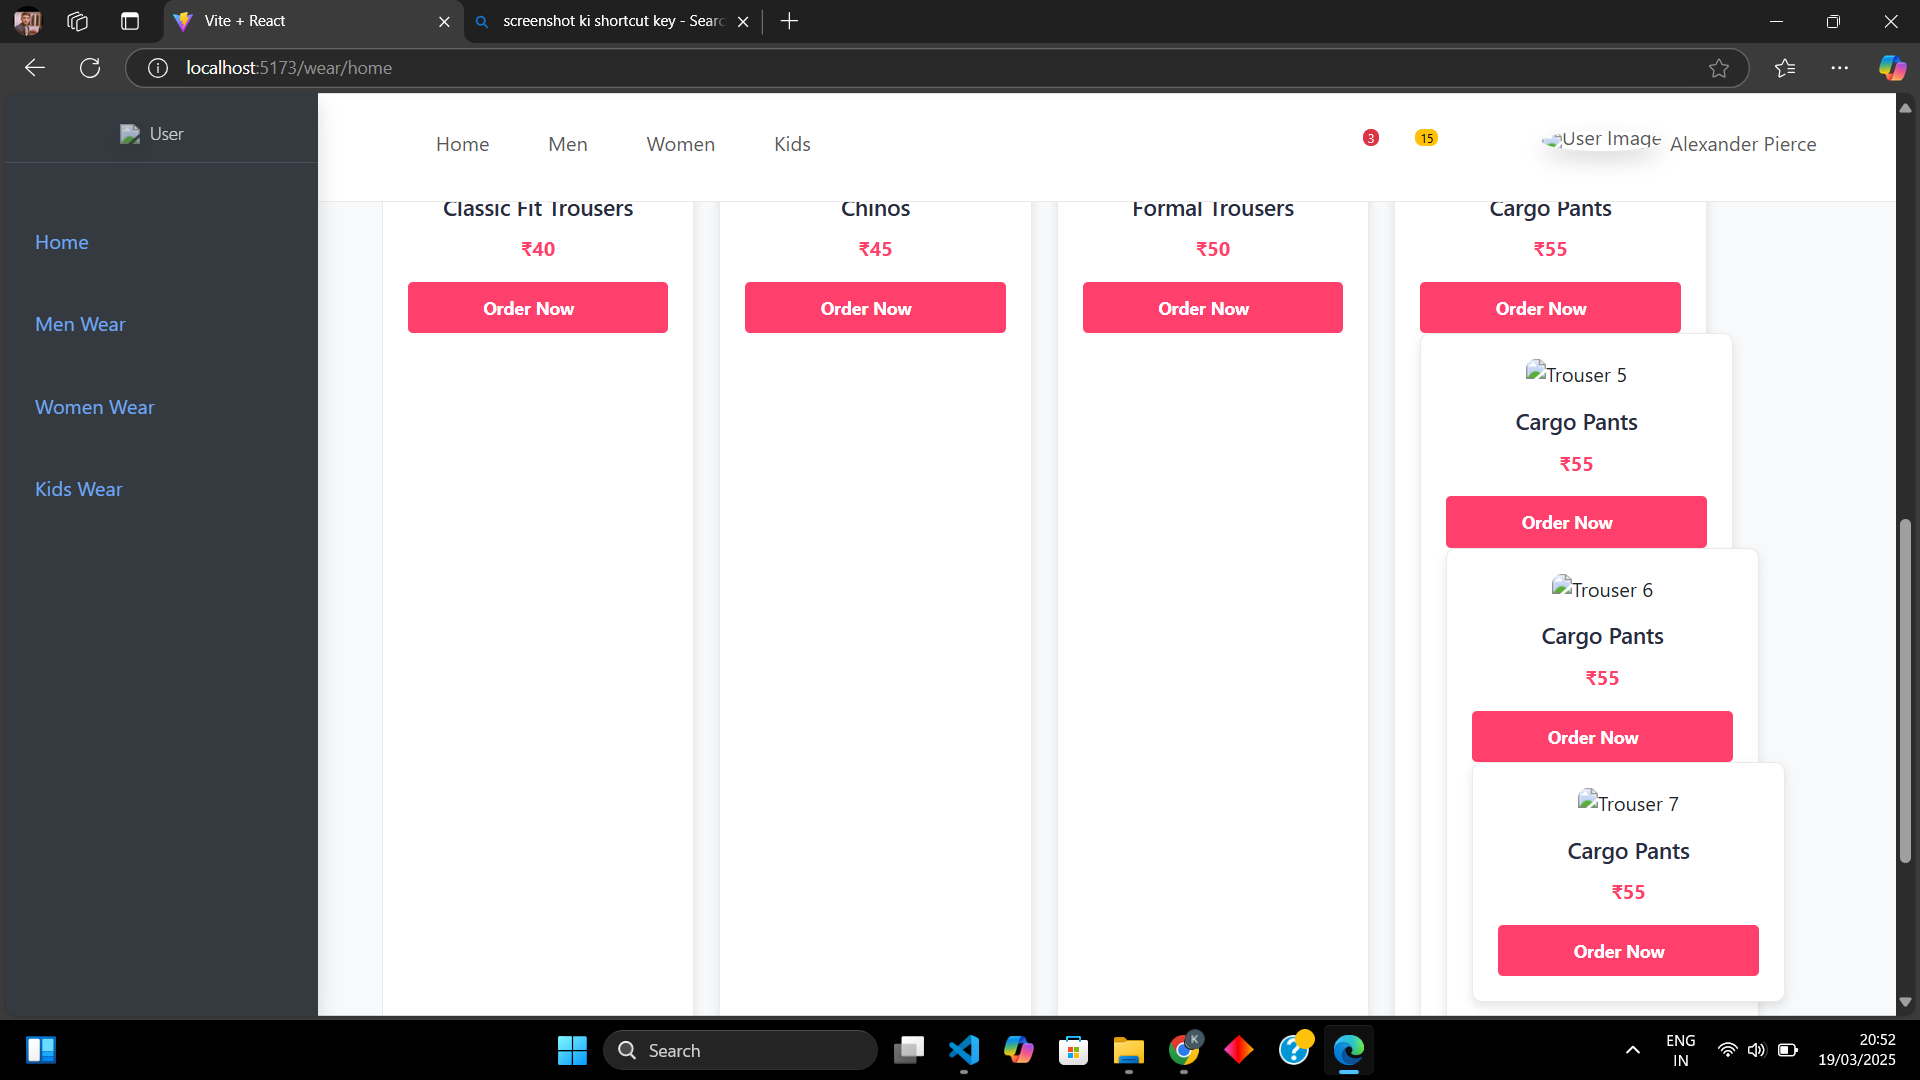 Vite + React
screenshot ki shortcut key - Searc
localhost:5173/wear/home
User
Home
Men Wear
Women Wear
Kids Wear
Home Men Women Kids
3 15
User Image Alexander Pierce
Classic Fit Trousers
₹40
Order Now
Chinos
₹45
Order Now
Formal Trousers
₹50
Order Now
Cargo Pants
₹55
Order Now
Trouser 5
Cargo Pants
₹55
Order Now
Trouser 6
Cargo Pants
₹55
Order Now
Trouser 7
Cargo Pants
₹55
Order Now
Search
K
ENG
IN
20:52
19/03/2025